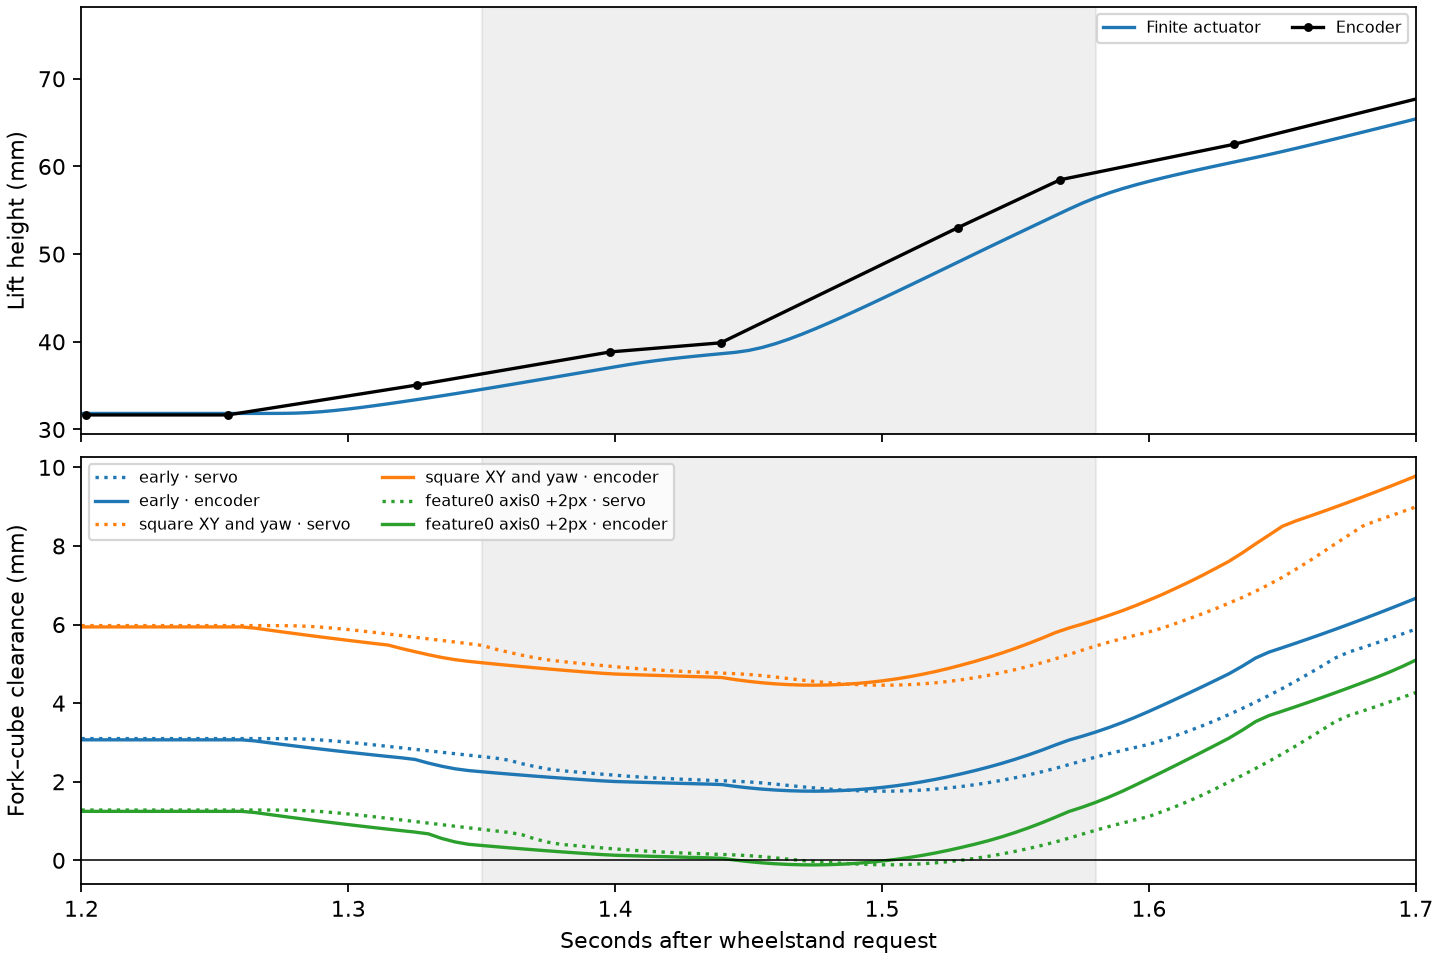 Finite actuator
Encoder
Lift height (mm)
70
60
50
40
30
early · servo
early · encoder
square XY and yaw · servo
square XY and yaw · encoder
feature0 axis0 +2px · servo
feature0 axis0 +2px · encoder
Fork–cube clearance (mm)
10
8
6
4
2
0
1.2 1.3 1.4 1.5 1.6 1.7
Seconds after wheelstand request